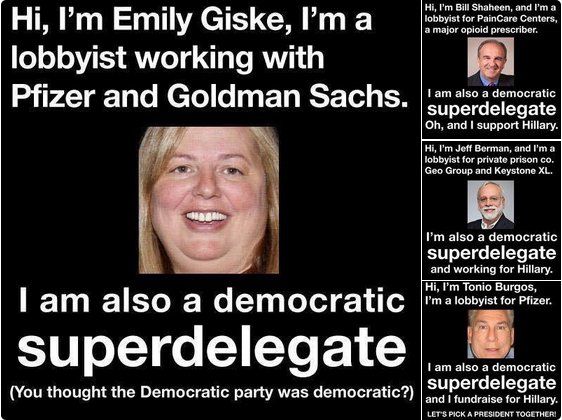 Hi, I'm Emily Giske, I'm a
lobbyist working with
Pfizer and Goldman Sachs.
I am also a democratic
superdelegate
(You thought the Democratic party was democratic?)
Hi, I'm Bill Shaheen, and I'm a
lobbyist for PainCare Centers,
a major opioid prescriber.
I am also a democratic
superdelegate
Oh, and I support Hillary.
Hi, I'm Jeff Berman, and I'm a
lobbyist for private prison co.
Geo Group and Keystone XL.
I'm also a democratic
superdelegate
and working for Hillary.
Hi, I'm Tonio Burgos,
I'm a lobbyist for Pfizer.
I am also a democratic
superdelegate
and I fundraise for Hillary.
LET'S PICK A PRESIDENT TOGETHER!